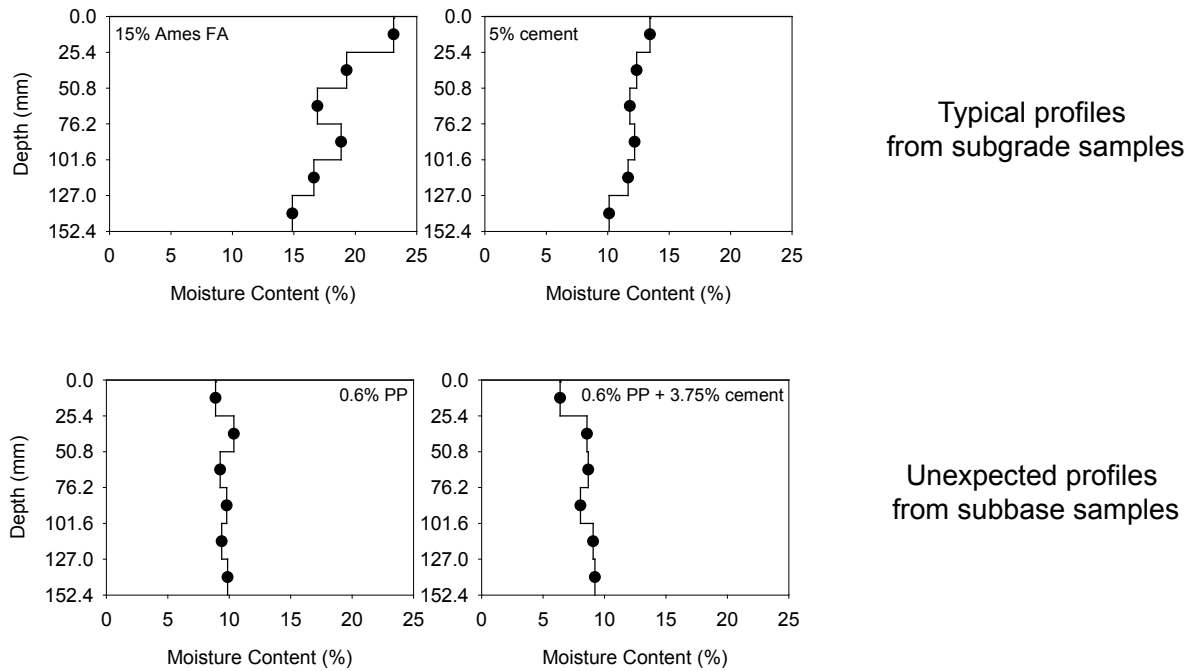 0.0
25.4
50.8
76.2
101.6
127.0
152.4
Depth (mm)
15% Ames FA
0 5 10 15 20 25
Moisture Content (%)
0.0
25.4
50.8
76.2
101.6
127.0
152.4
5% cement
0 5 10 15 20 25
Moisture Content (%)
Typical profiles
from subgrade samples
0.0
25.4
50.8
76.2
101.6
127.0
152.4
Depth (mm)
0.6% PP
0 5 10 15 20 25
Moisture Content (%)
0.0
25.4
50.8
76.2
101.6
127.0
152.4
0.6% PP + 3.75% cement
0 5 10 15 20 25
Moisture Content (%)
Unexpected profiles
from subbase samples